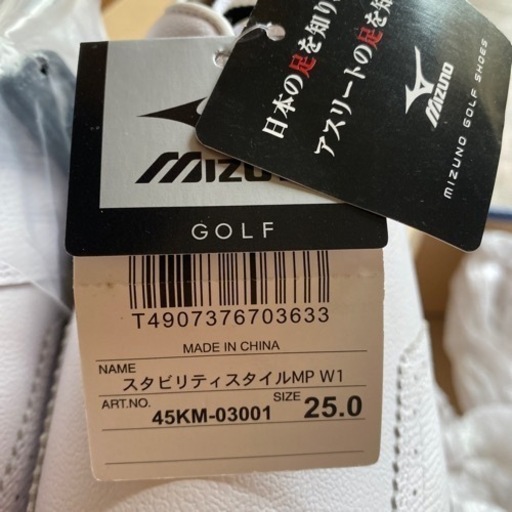 日本の足を知り
アスリートの足を知
MIZUNO
MIZUNO GOLF SHOES
MIZUNO
GOLF
T4907376703633
MADE IN CHINA
NAME スタビリティスタイルMP W1
ART.NO. 45KM-03001 SIZE 25.0